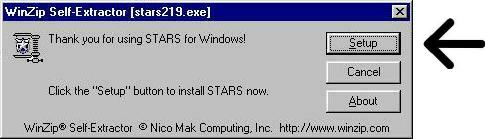 WinZip Self-Extractor [stars219.exe]
Thank you for using STARS for Windows!
Setup
Cancel
Click the "Setup" button to install STARS now.
About
WinZip® Self-Extractor © Nico Mak Computing, Inc. http://www.winzip.com